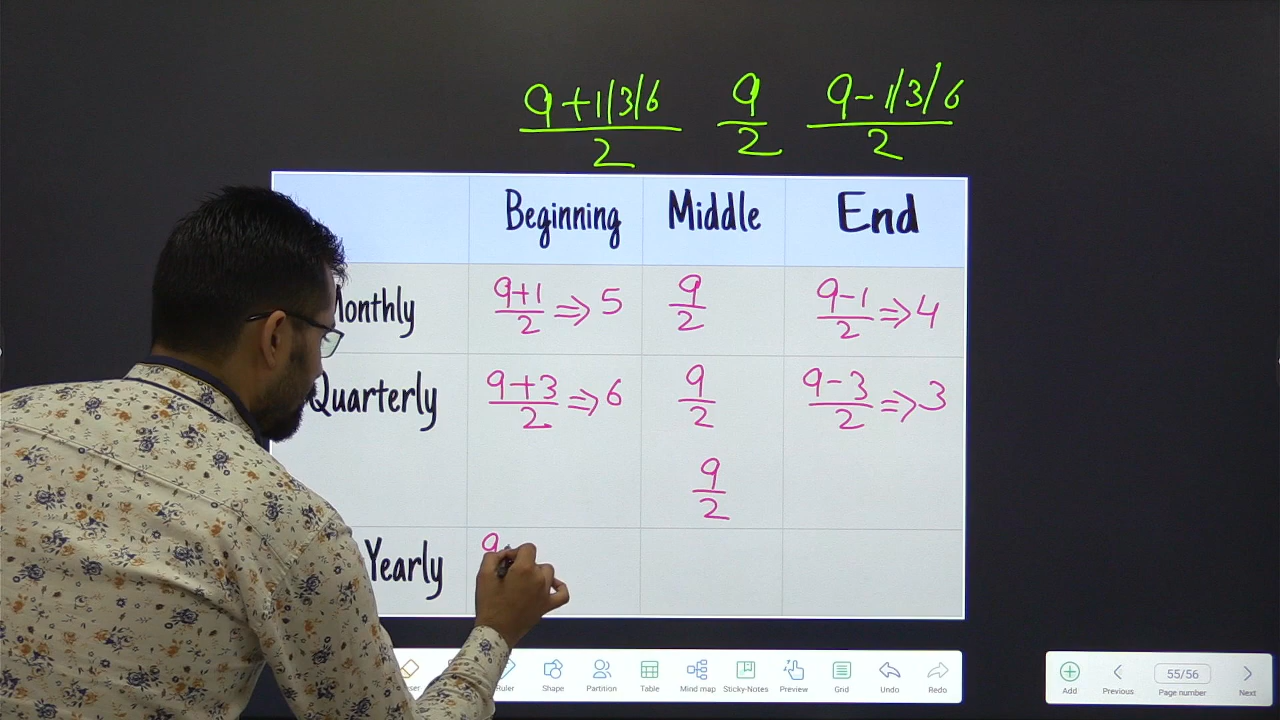 9+1/3/6 9 9-1/3/6
2 2 2
Beginning Middle End
Monthly 9+1/2 ⇒ 5 9/2 9-1/2 ⇒ 4
Quarterly 9+3/2 ⇒ 6 9/2 9-3/2 ⇒ 3
9/2
Yearly 9
Ruler Shape Partition Table Mind map Sticky-Notes Preview Grid Undo Redo
55/56
Add Previous Page number Next